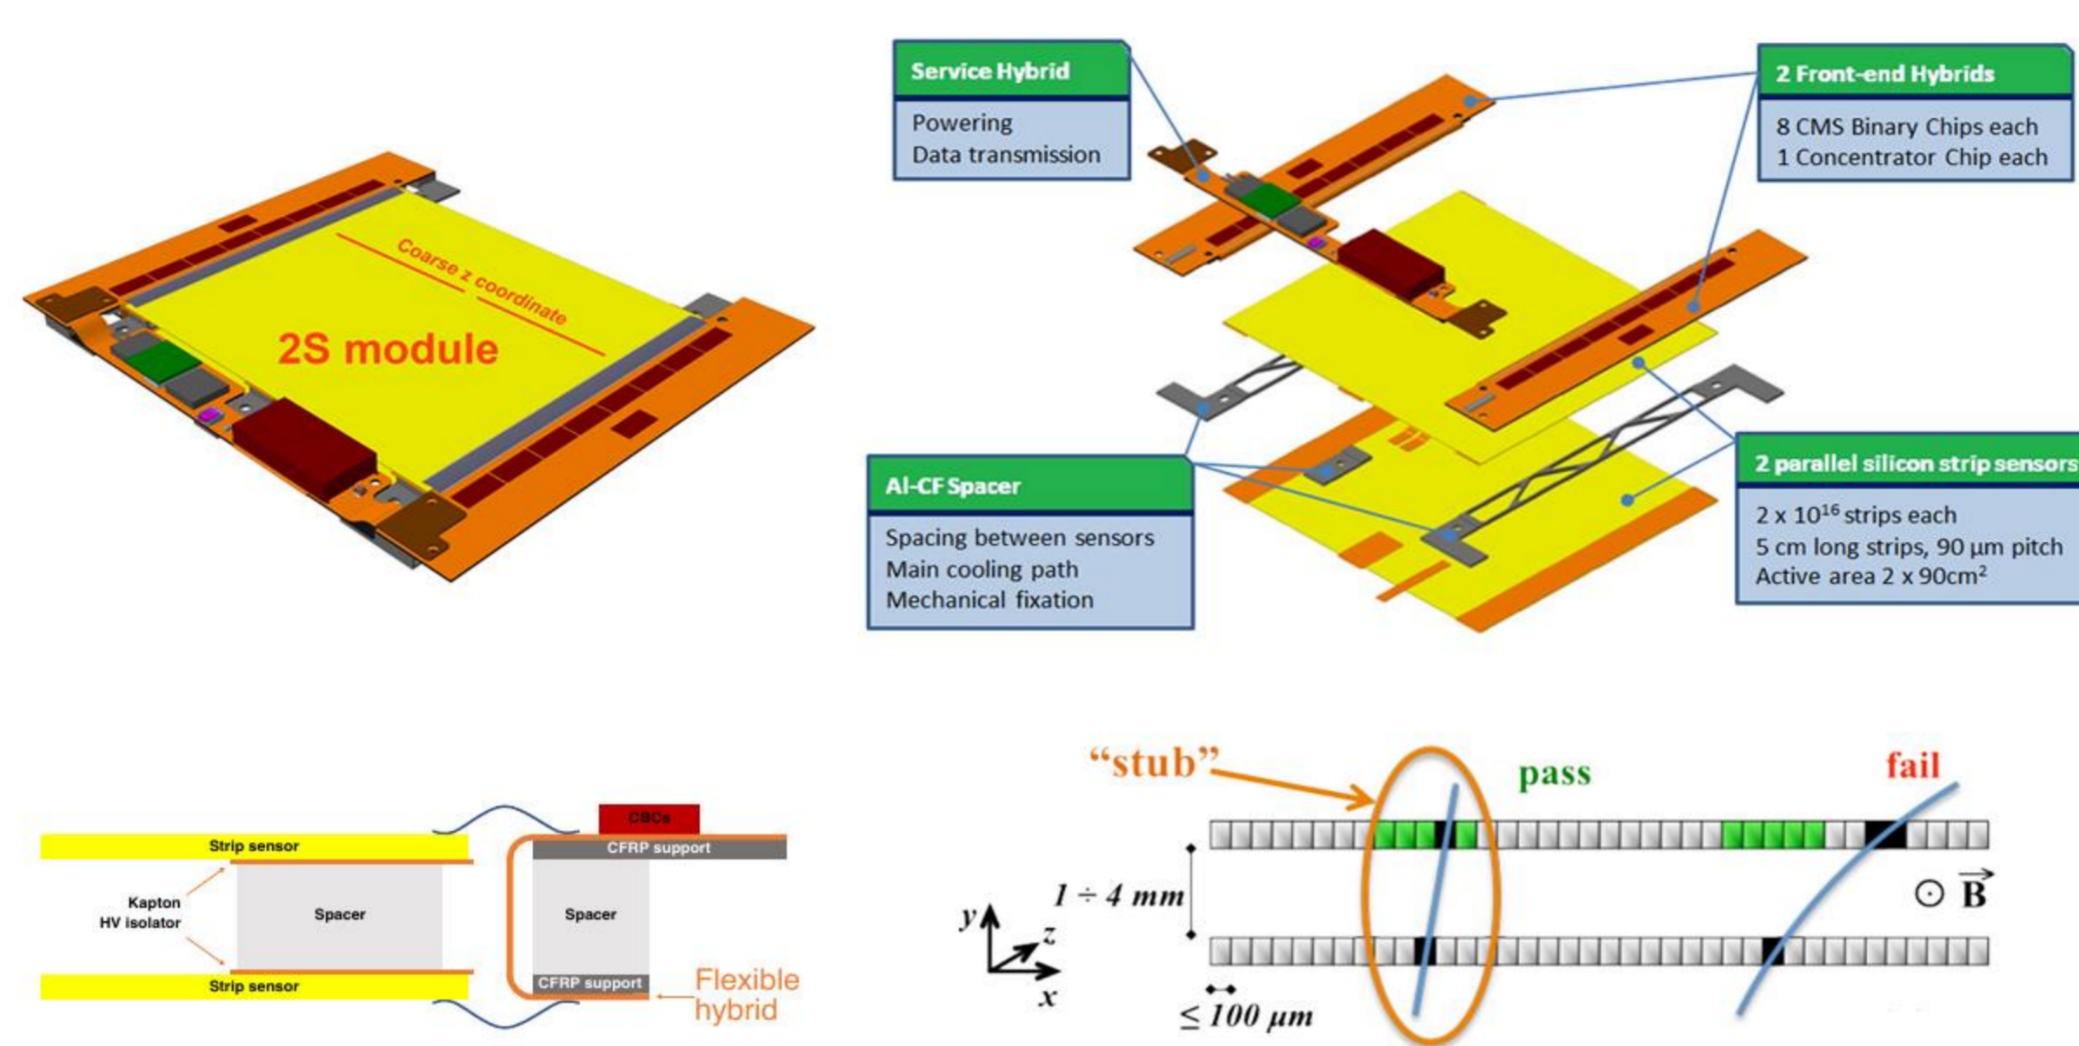 Service Hybrid
Powering
Data transmission
2 Front-end Hybrids
8 CMS Binary Chips each
1 Concentrator Chip each
Coarse z coordinate
2S module
Al-CF Spacer
Spacing between sensors
Main cooling path
Mechanical fixation
2 parallel silicon strip sensors
2 x 10¹⁶ strips each
5 cm long strips, 90 µm pitch
Active area 2 x 90cm²
CBCs
Strip sensor
CFRP support
Kapton
HV isolator
Spacer
Spacer
Strip sensor
CFRP support
Flexible
hybrid
“stub”
pass
fail
1 ÷ 4 mm
B
y
z
x
≤ 100 µm